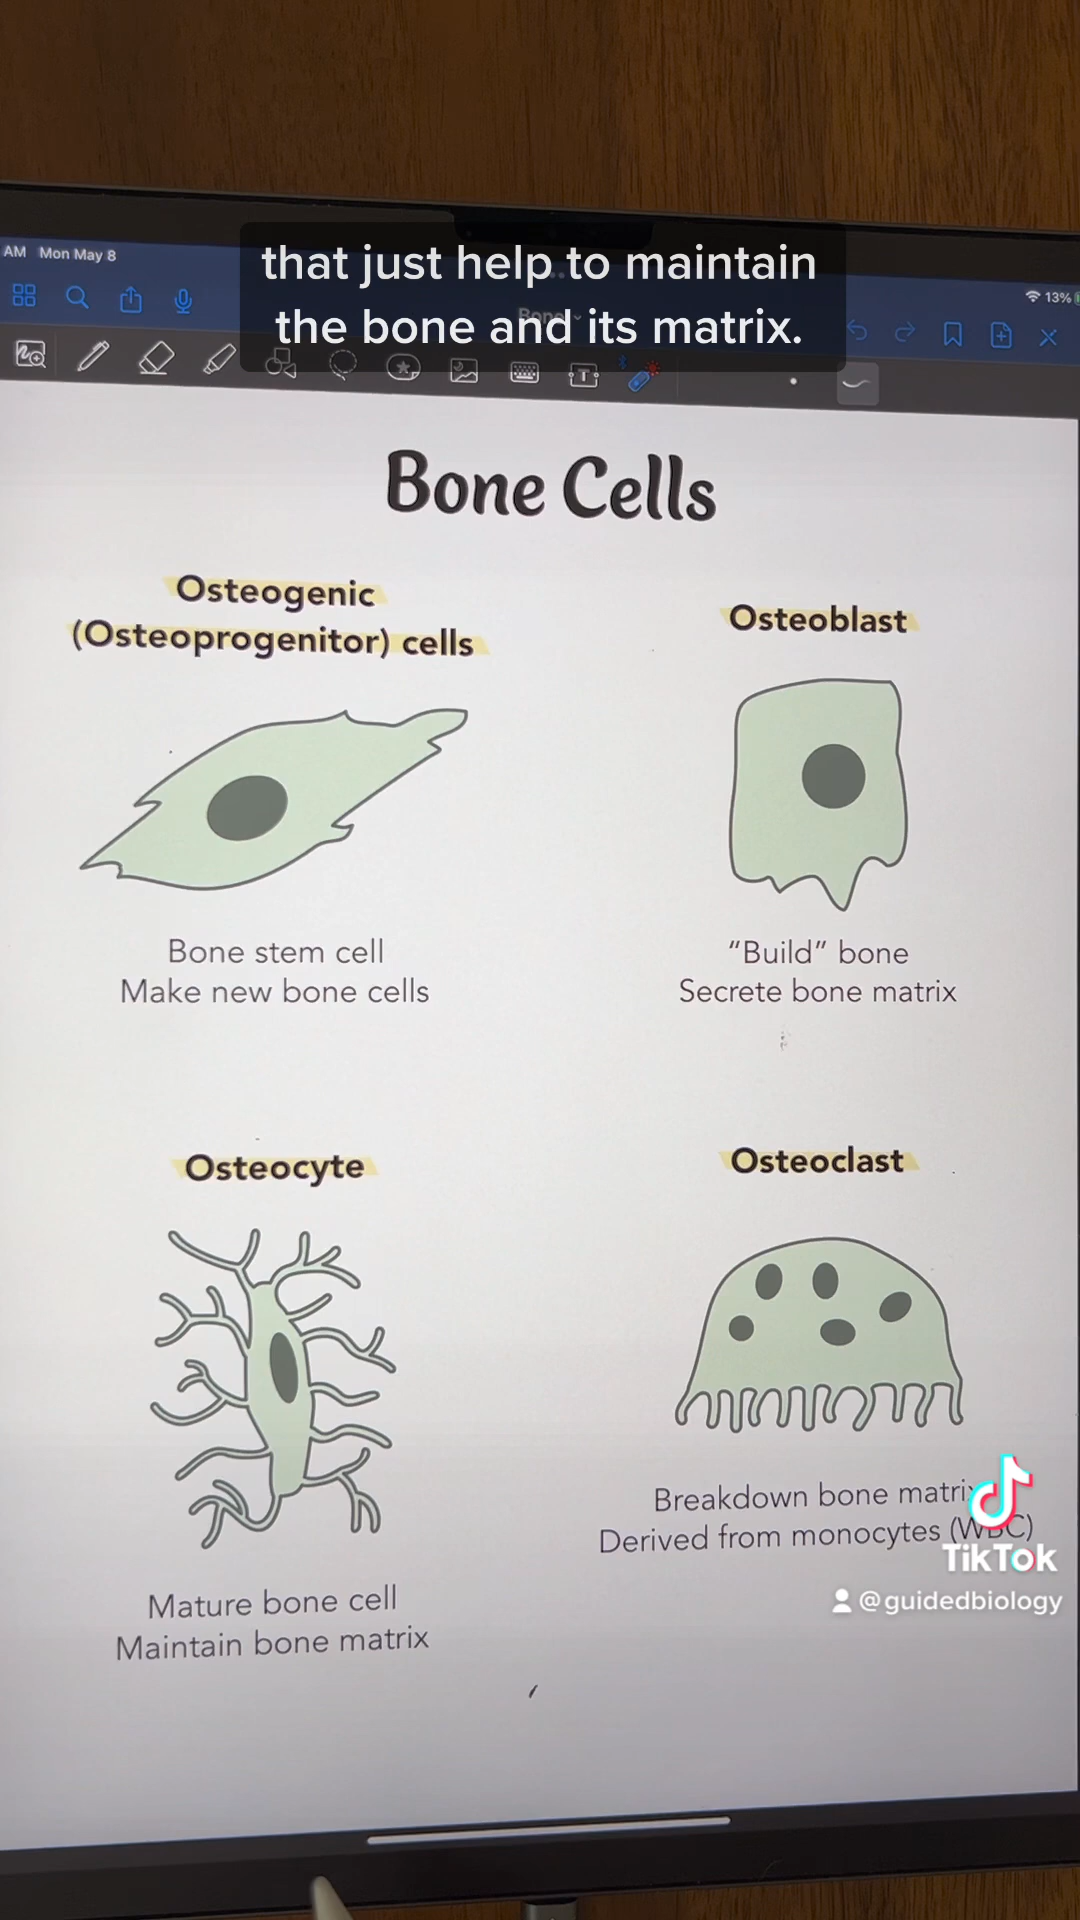 that just help to maintain
the bone and its matrix.
AM Mon May 8
13%
Bone Cells
Osteogenic
(Osteoprogenitor) cells
Osteoblast
Bone stem cell
Make new bone cells
"Build" bone
Secrete bone matrix
Osteocyte
Osteoclast
Breakdown bone matrix
Derived from monocytes (WBC)
TikTok
@guidedbiology
Mature bone cell
Maintain bone matrix